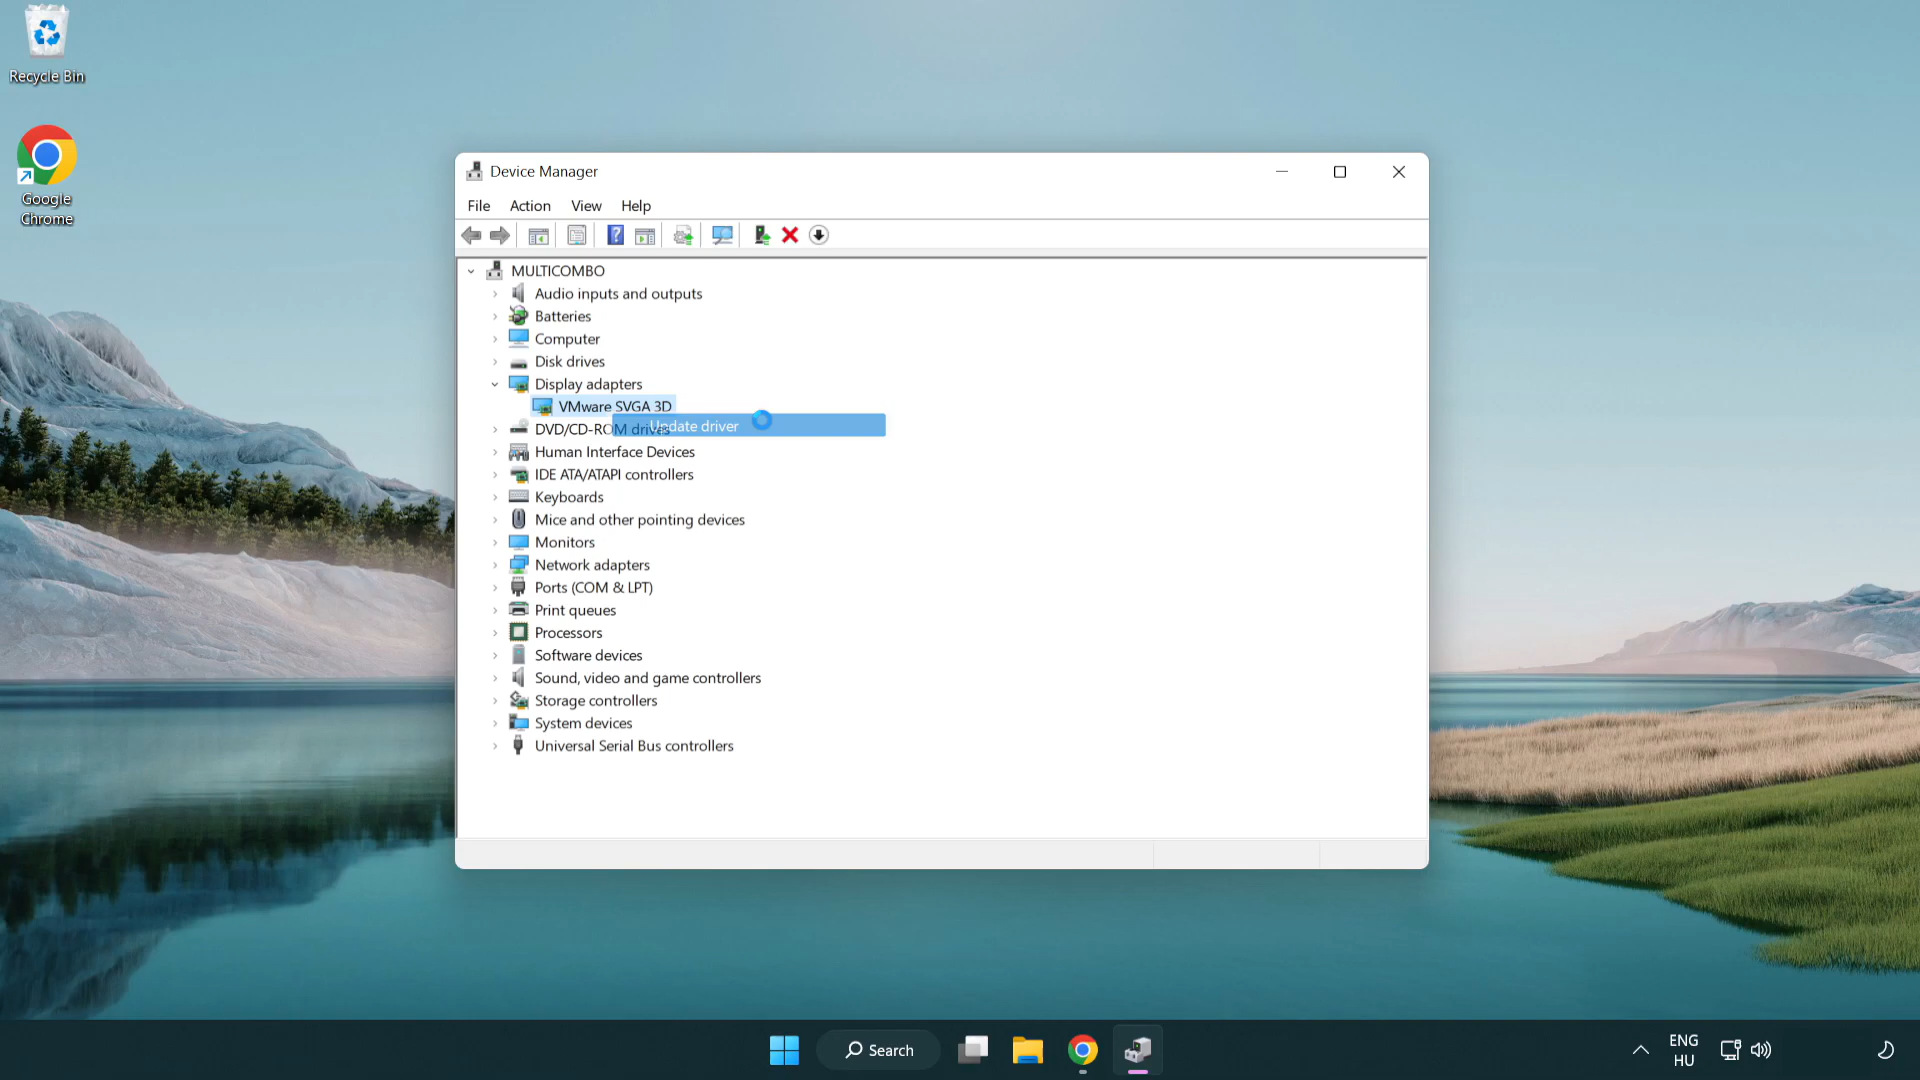 Recycle Bin
Google
Chrome
Device Manager
File Action View Help
MULTICOMBO
Audio inputs and outputs
Batteries
Computer
Disk drives
Display adapters
VMware SVGA 3D
Update driver
DVD/CD-ROM drives
Human Interface Devices
IDE ATA/ATAPI controllers
Keyboards
Mice and other pointing devices
Monitors
Network adapters
Ports (COM & LPT)
Print queues
Processors
Software devices
Sound, video and game controllers
Storage controllers
System devices
Universal Serial Bus controllers
Search
ENG
HU